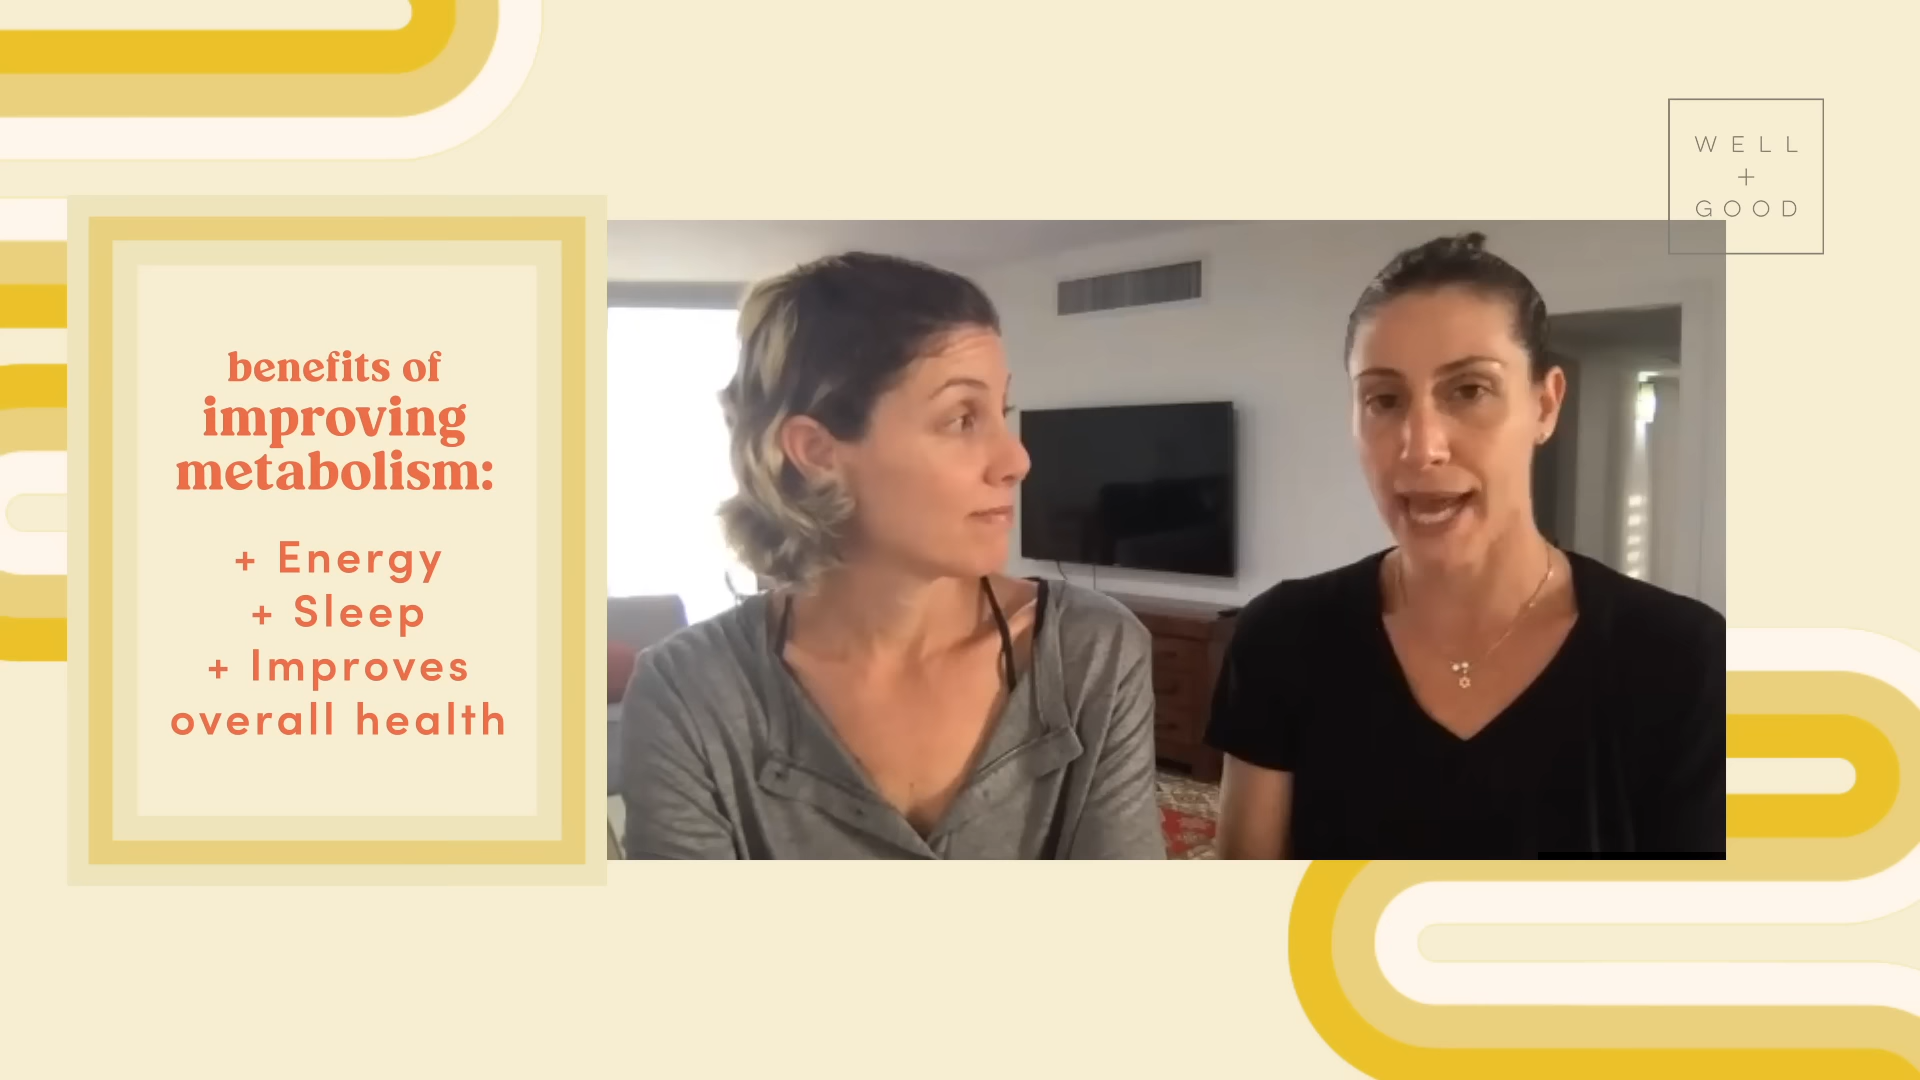 benefits of
improving
metabolism:
+ Energy
+ Sleep
+ Improves
overall health
WELL
+
GOOD